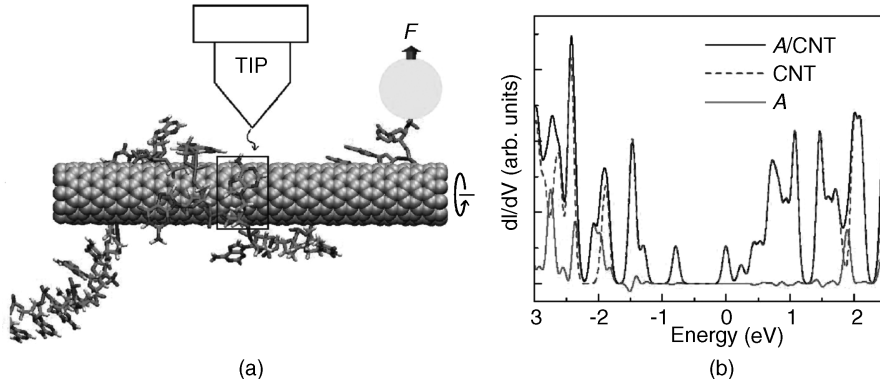 TIP
F
(a)
A/CNT
CNT
A
dI/dV (arb. units)
3 -2 -1 0 1 2
Energy (eV)
(b)